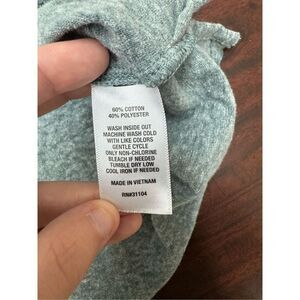 60% COTTON
40% POLYESTER
WASH INSIDE OUT
MACHINE WASH COLD
WITH LIKE COLORS
GENTLE CYCLE
ONLY NON-CHLORINE
BLEACH IF NEEDED
TUMBLE DRY LOW
COOL IRON IF NEEDED
MADE IN VIETNAM
RN#31104